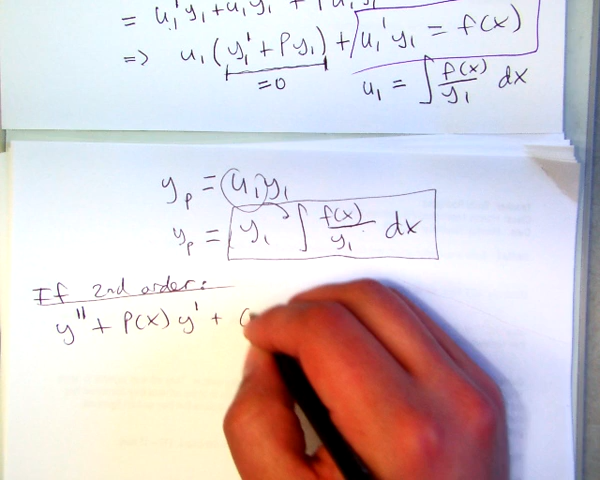 = u₁'y₁ + u₁y₁'
=> u₁(y₁' + Py₁) + u₁'y₁ = f(x)
=0
u₁ = ∫ f(x)/y₁ dx
yₚ = u₁y₁
yₚ = y₁ ∫ f(x)/y₁ dx
If 2nd order:
y'' + P(x)y' +